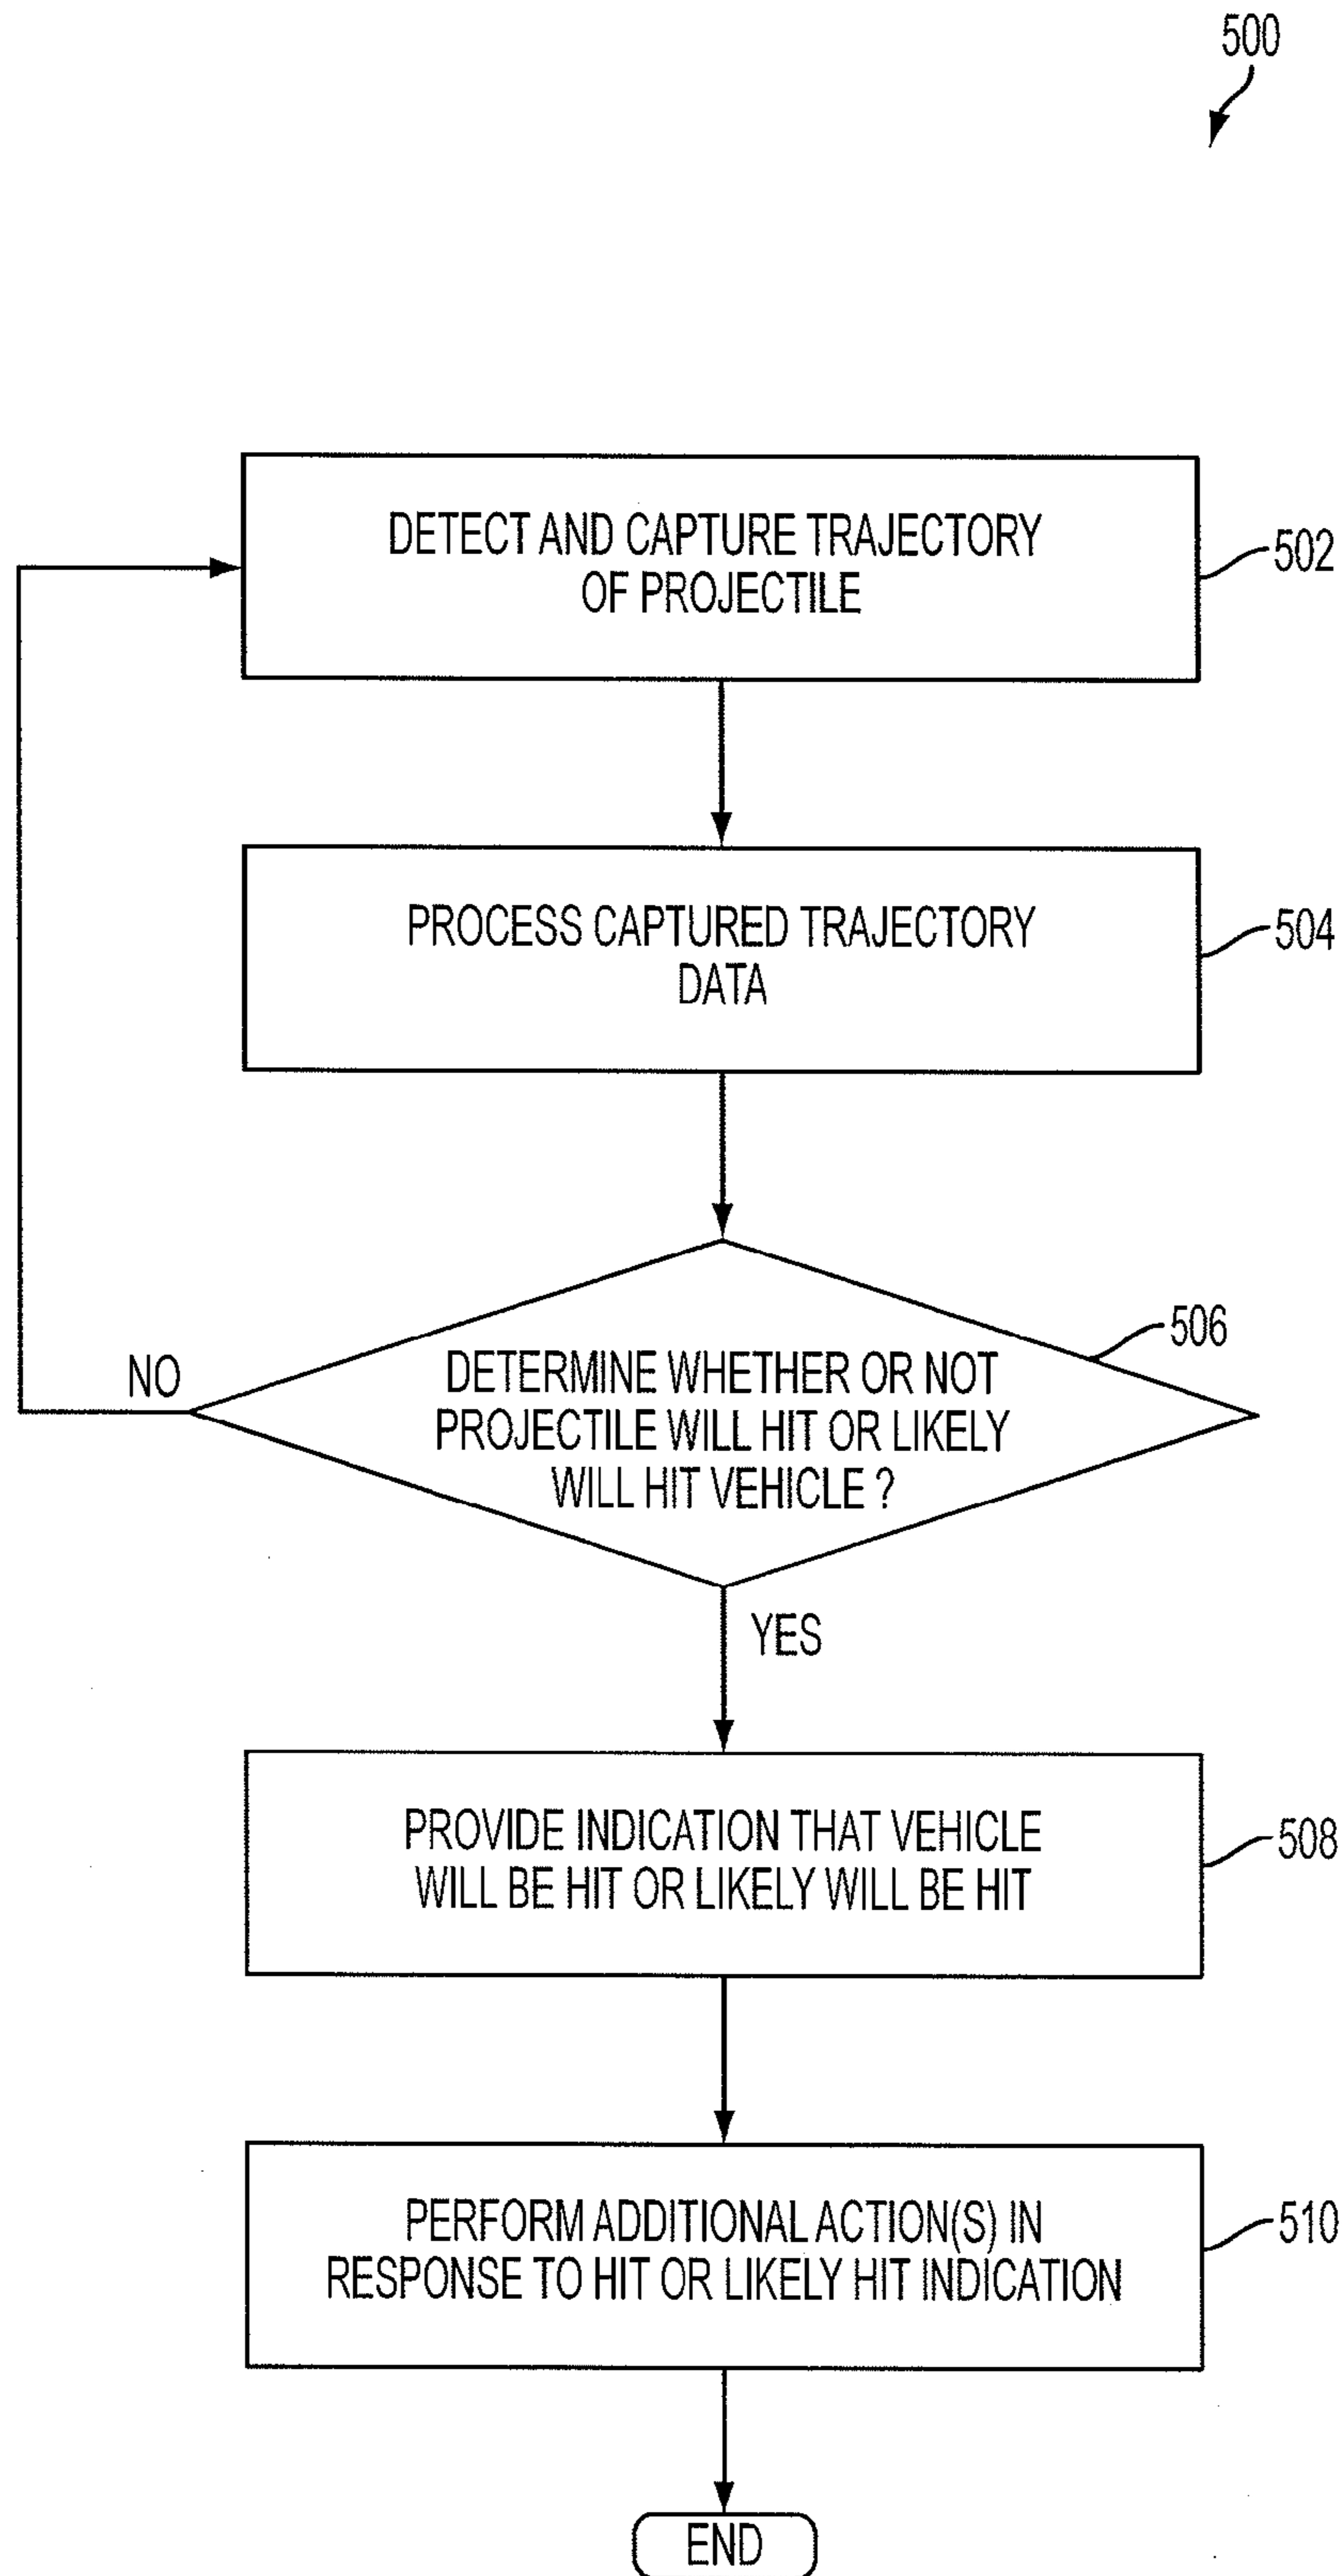 500
DETECT AND CAPTURE TRAJECTORY
OF PROJECTILE
502
PROCESS CAPTURED TRAJECTORY
DATA
504
506
DETERMINE WHETHER OR NOT
PROJECTILE WILL HIT OR LIKELY
WILL HIT VEHICLE ?
NO
YES
PROVIDE INDICATION THAT VEHICLE
WILL BE HIT OR LIKELY WILL BE HIT
508
PERFORM ADDITIONAL ACTION(S) IN
RESPONSE TO HIT OR LIKELY HIT INDICATION
510
END